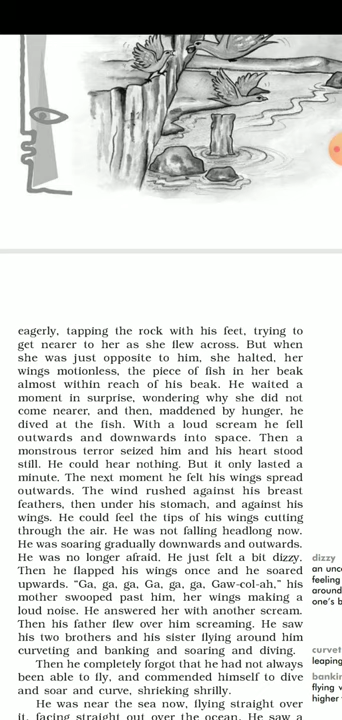 eagerly, tapping the rock with his feet, trying to
get nearer to her as she flew across. But when
she was just opposite to him, she halted, her
wings motionless, the piece of fish in her beak
almost within reach of his beak. He waited a
moment in surprise, wondering why she did not
come nearer, and then, maddened by hunger, he
dived at the fish. With a loud scream he fell
outwards and downwards into space. Then a
monstrous terror seized him and his heart stood
still. He could hear nothing. But it only lasted a
minute. The next moment he felt his wings spread
outwards. The wind rushed against his breast
feathers, then under his stomach, and against his
wings. He could feel the tips of his wings cutting
through the air. He was not falling headlong now.
He was soaring gradually downwards and outwards.
He was no longer afraid. He just felt a bit dizzy.
Then he flapped his wings once and he soared
upwards. “Ga, ga, ga, Ga, ga, ga, Gaw-col-ah,” his
mother swooped past him, her wings making a
loud noise. He answered her with another scream.
Then his father flew over him screaming. He saw
his two brothers and his sister flying around him
curveting and banking and soaring and diving.
Then he completely forgot that he had not always
been able to fly, and commended himself to dive
and soar and curve, shrieking shrilly.
He was near the sea now, flying straight over
it, facing straight out over the ocean. He saw a
dizzy
an unc
feeling
around
one’s b
curvet
leaping
bankin
flying v
higher